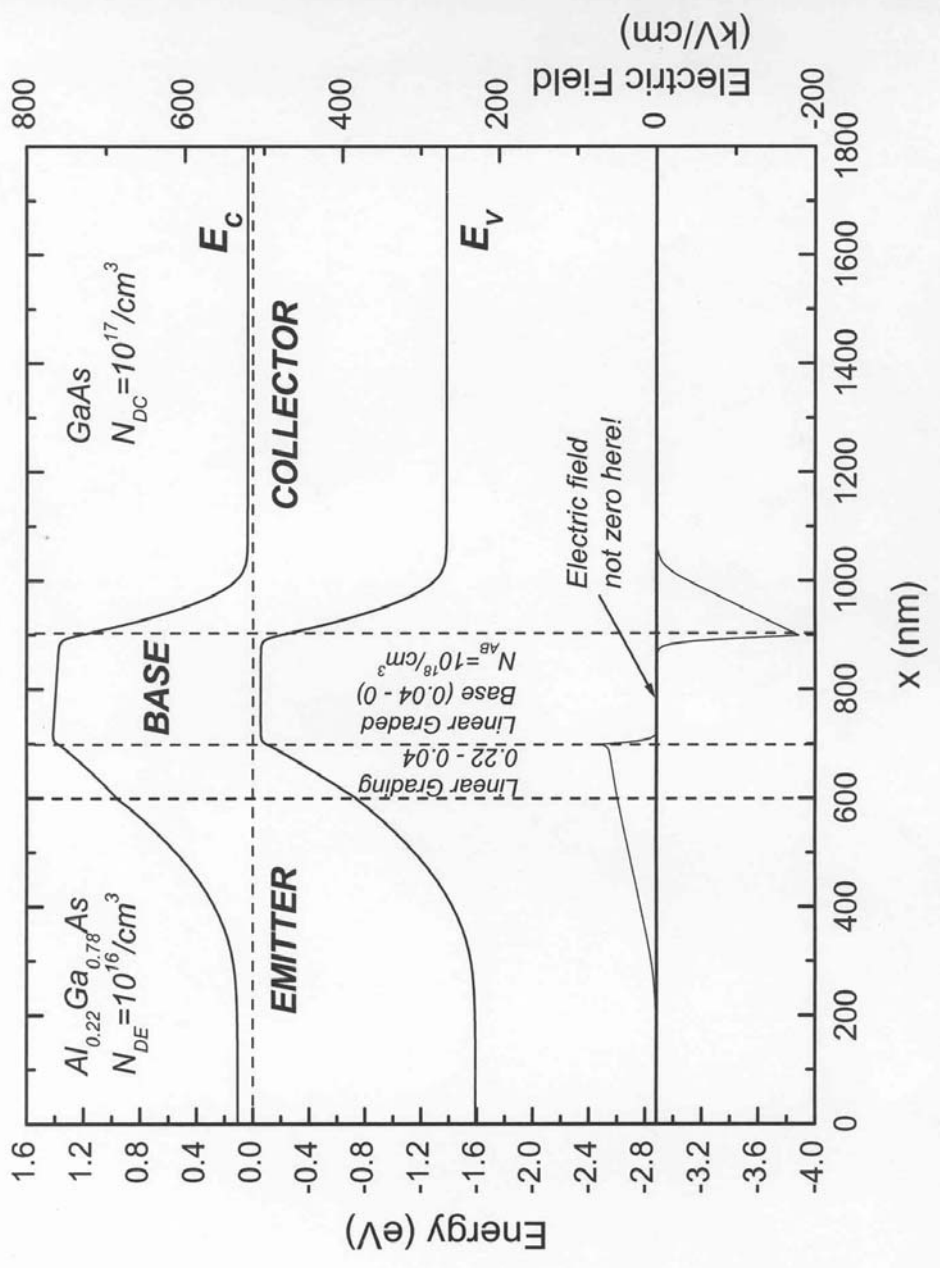 Al0.22Ga0.78As
NDE=10^16/cm^3
GaAs
NDC=10^17/cm^3
EC
EMITTER
BASE
COLLECTOR
EV
Linear Grading
0.22 - 0.04
Linear Graded
Base (0.04 - 0)
NAB=10^18/cm^3
Electric field
not zero here!
Energy (eV)
1.6
1.2
0.8
0.4
0.0
-0.4
-0.8
-1.2
-1.6
-2.0
-2.4
-2.8
-3.2
-3.6
-4.0
0
200
400
600
800
1000
1200
1400
1600
1800
x (nm)
800
600
400
200
0
-200
Electric Field
(kV/cm)